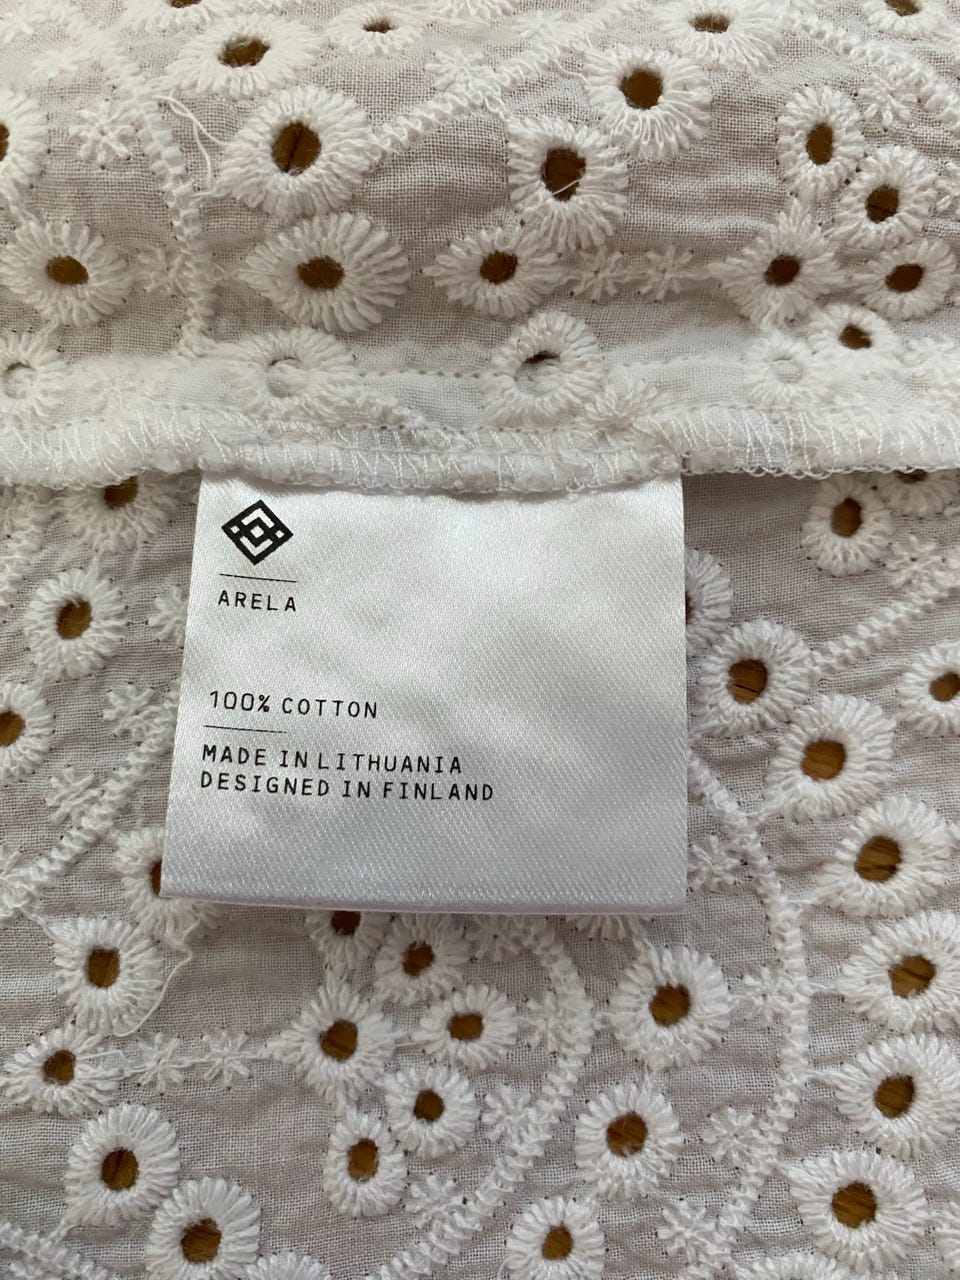 ARELA
100% COTTON
MADE IN LITHUANIA
DESIGNED IN FINLAND